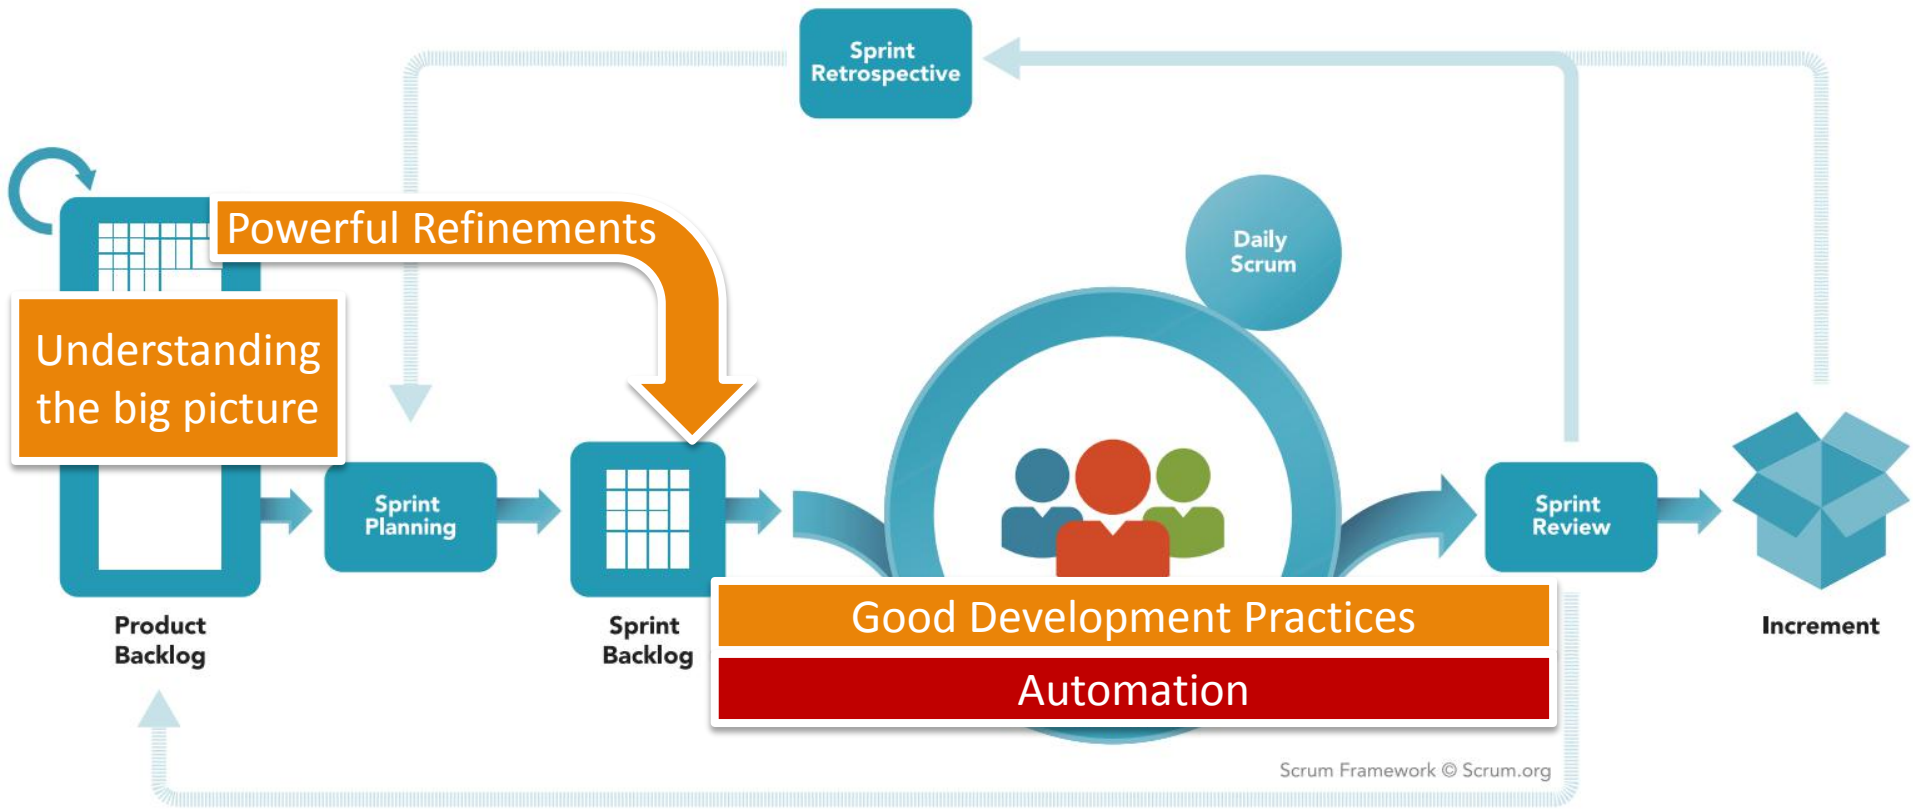 Sprint
Retrospective
Powerful Refinements
Daily
Scrum
Understanding
the big picture
Sprint
Planning
Sprint
Review
Good Development Practices
Automation
Product
Backlog
Sprint
Backlog
Increment
Scrum Framework © Scrum.org